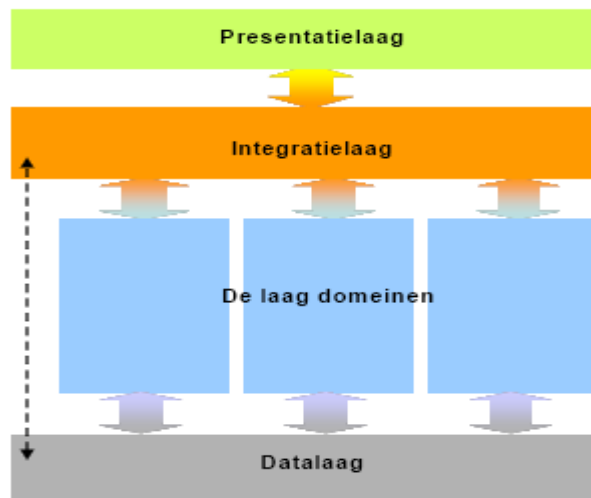 Presentatielaag
Integratielaag
De laag domeinen
Datalaag